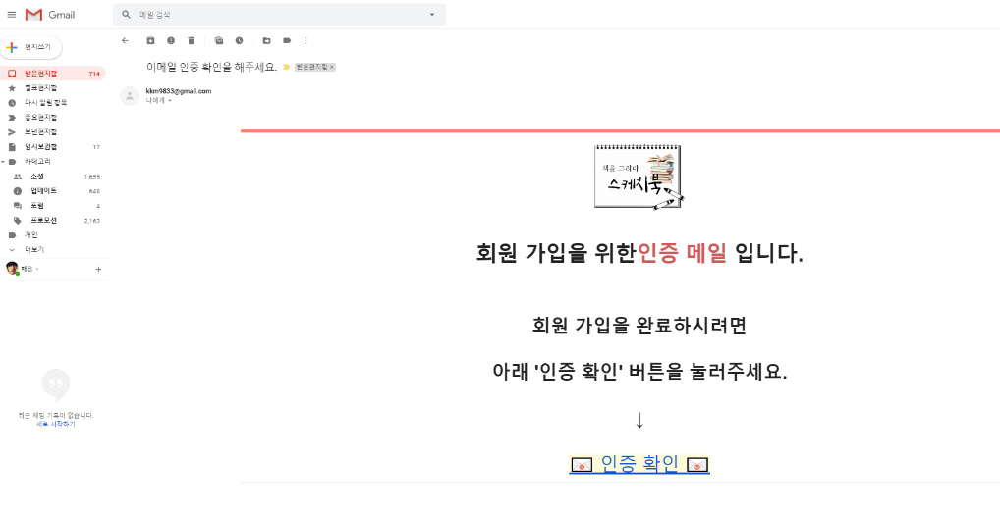 Gmail
메일 검색
편지쓰기
받은편지함 714
별표편지함
다시 알림 항목
중요편지함
보낸편지함
임시보관함 17
카테고리
소셜 1,655
업데이트 648
포럼 4
프로모션 2,163
개인
더보기
최근 채팅 기록이 없습니다.
새로 시작하기
이메일 인증 확인을 해주세요. 받은편지함 ×
kkm9833@gmail.com
나에게
책을 그리다
스케치북
회원 가입을 위한인증 메일 입니다.
회원 가입을 완료하시려면
아래 '인증 확인' 버튼을 눌러주세요.
↓
인증 확인